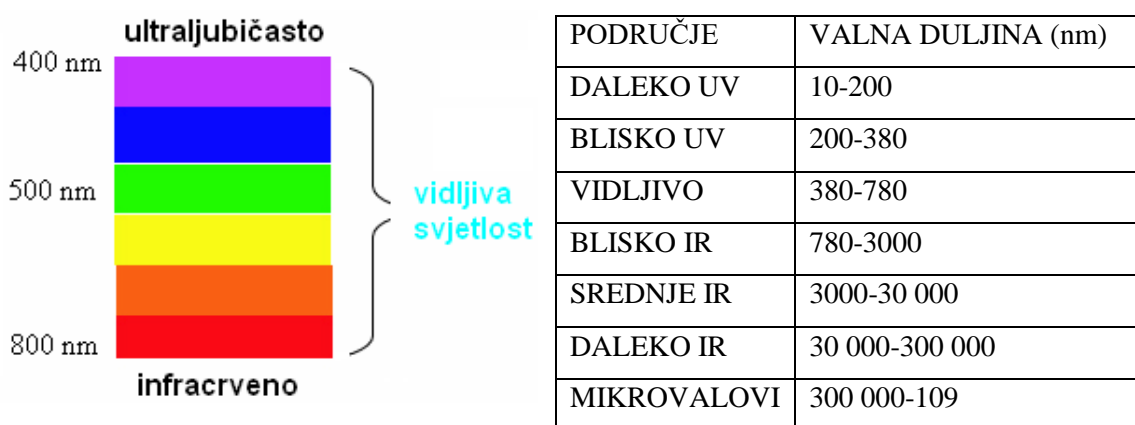 ultraljubičasto
400 nm
500 nm
vidljiva
svjetlost
800 nm
infracrveno
PODRUČJE VALNA DULJINA (nm)
DALEKO UV 10-200
BLISKO UV 200-380
VIDLJIVO 380-780
BLISKO IR 780-3000
SREDNJE IR 3000-30 000
DALEKO IR 30 000-300 000
MIKROVALOVI 300 000-109